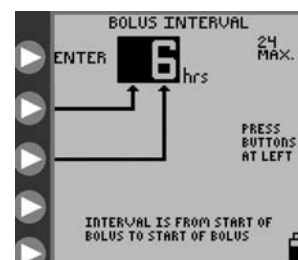 BOLUS INTERVAL
ENTER 6 hrs
24 MAX.
PRESS
BUTTONS
AT LEFT
INTERVAL IS FROM START OF
BOLUS TO START OF BOLUS